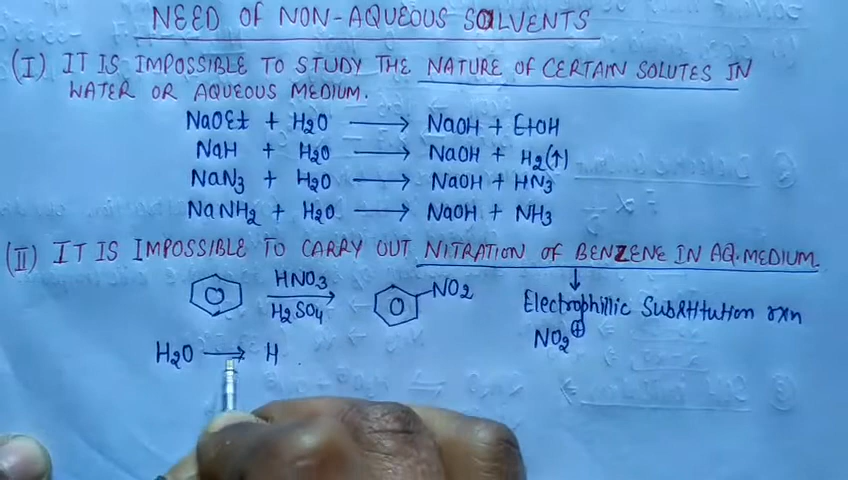 NEED OF NON-AQUEOUS SOLVENTS
(I) IT IS IMPOSSIBLE TO STUDY THE NATURE OF CERTAIN SOLUTES IN
WATER OR AQUEOUS MEDIUM.
NaOEt + H₂O → NaOH + EtOH
NaH + H₂O → NaOH + H₂(↑)
NaN₃ + H₂O → NaOH + HN₃
NaNH₂ + H₂O → NaOH + NH₃
(II) IT IS IMPOSSIBLE TO CARRY OUT NITRATION OF BENZENE IN AQ.MEDIUM.
HNO₃
H₂SO₄
NO₂
Electrophillic Substitution rxn
NO₂⊕
H₂O → H